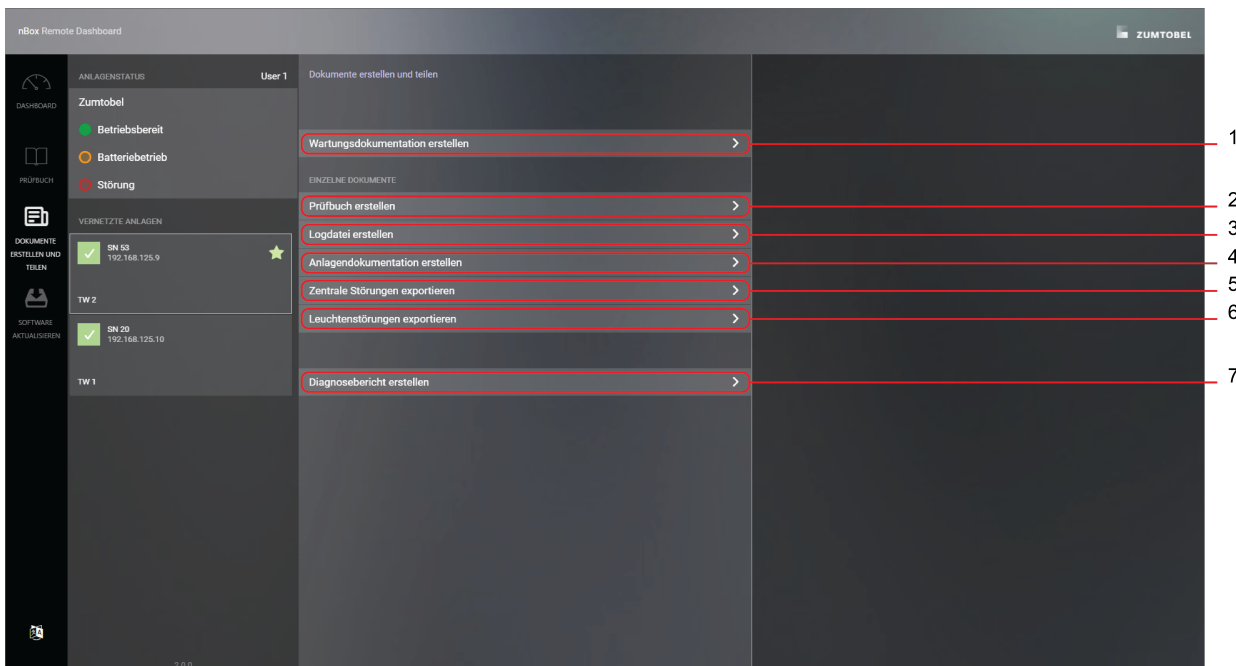 nBox Remote Dashboard
ZUMTOBEL
DASHBOARD
PRÜFBUCH
DOKUMENTE
ERSTELLEN UND
TEILEN
SOFTWARE
AKTUALISIEREN
ANLAGENSTATUS User 1
Zumtobel
Betriebsbereit
Batteriebetrieb
Störung
VERNETZTE ANLAGEN
SN 53
192.168.125.9
TW 2
SN 20
192.168.125.10
TW 1
2.0.0
Dokumente erstellen und teilen
Wartungsdokumentation erstellen 1
EINZELNE DOKUMENTE
Prüfbuch erstellen 2
Logdatei erstellen 3
Anlagendokumentation erstellen 4
Zentrale Störungen exportieren 5
Leuchtenstörungen exportieren 6
Diagnosebericht erstellen 7